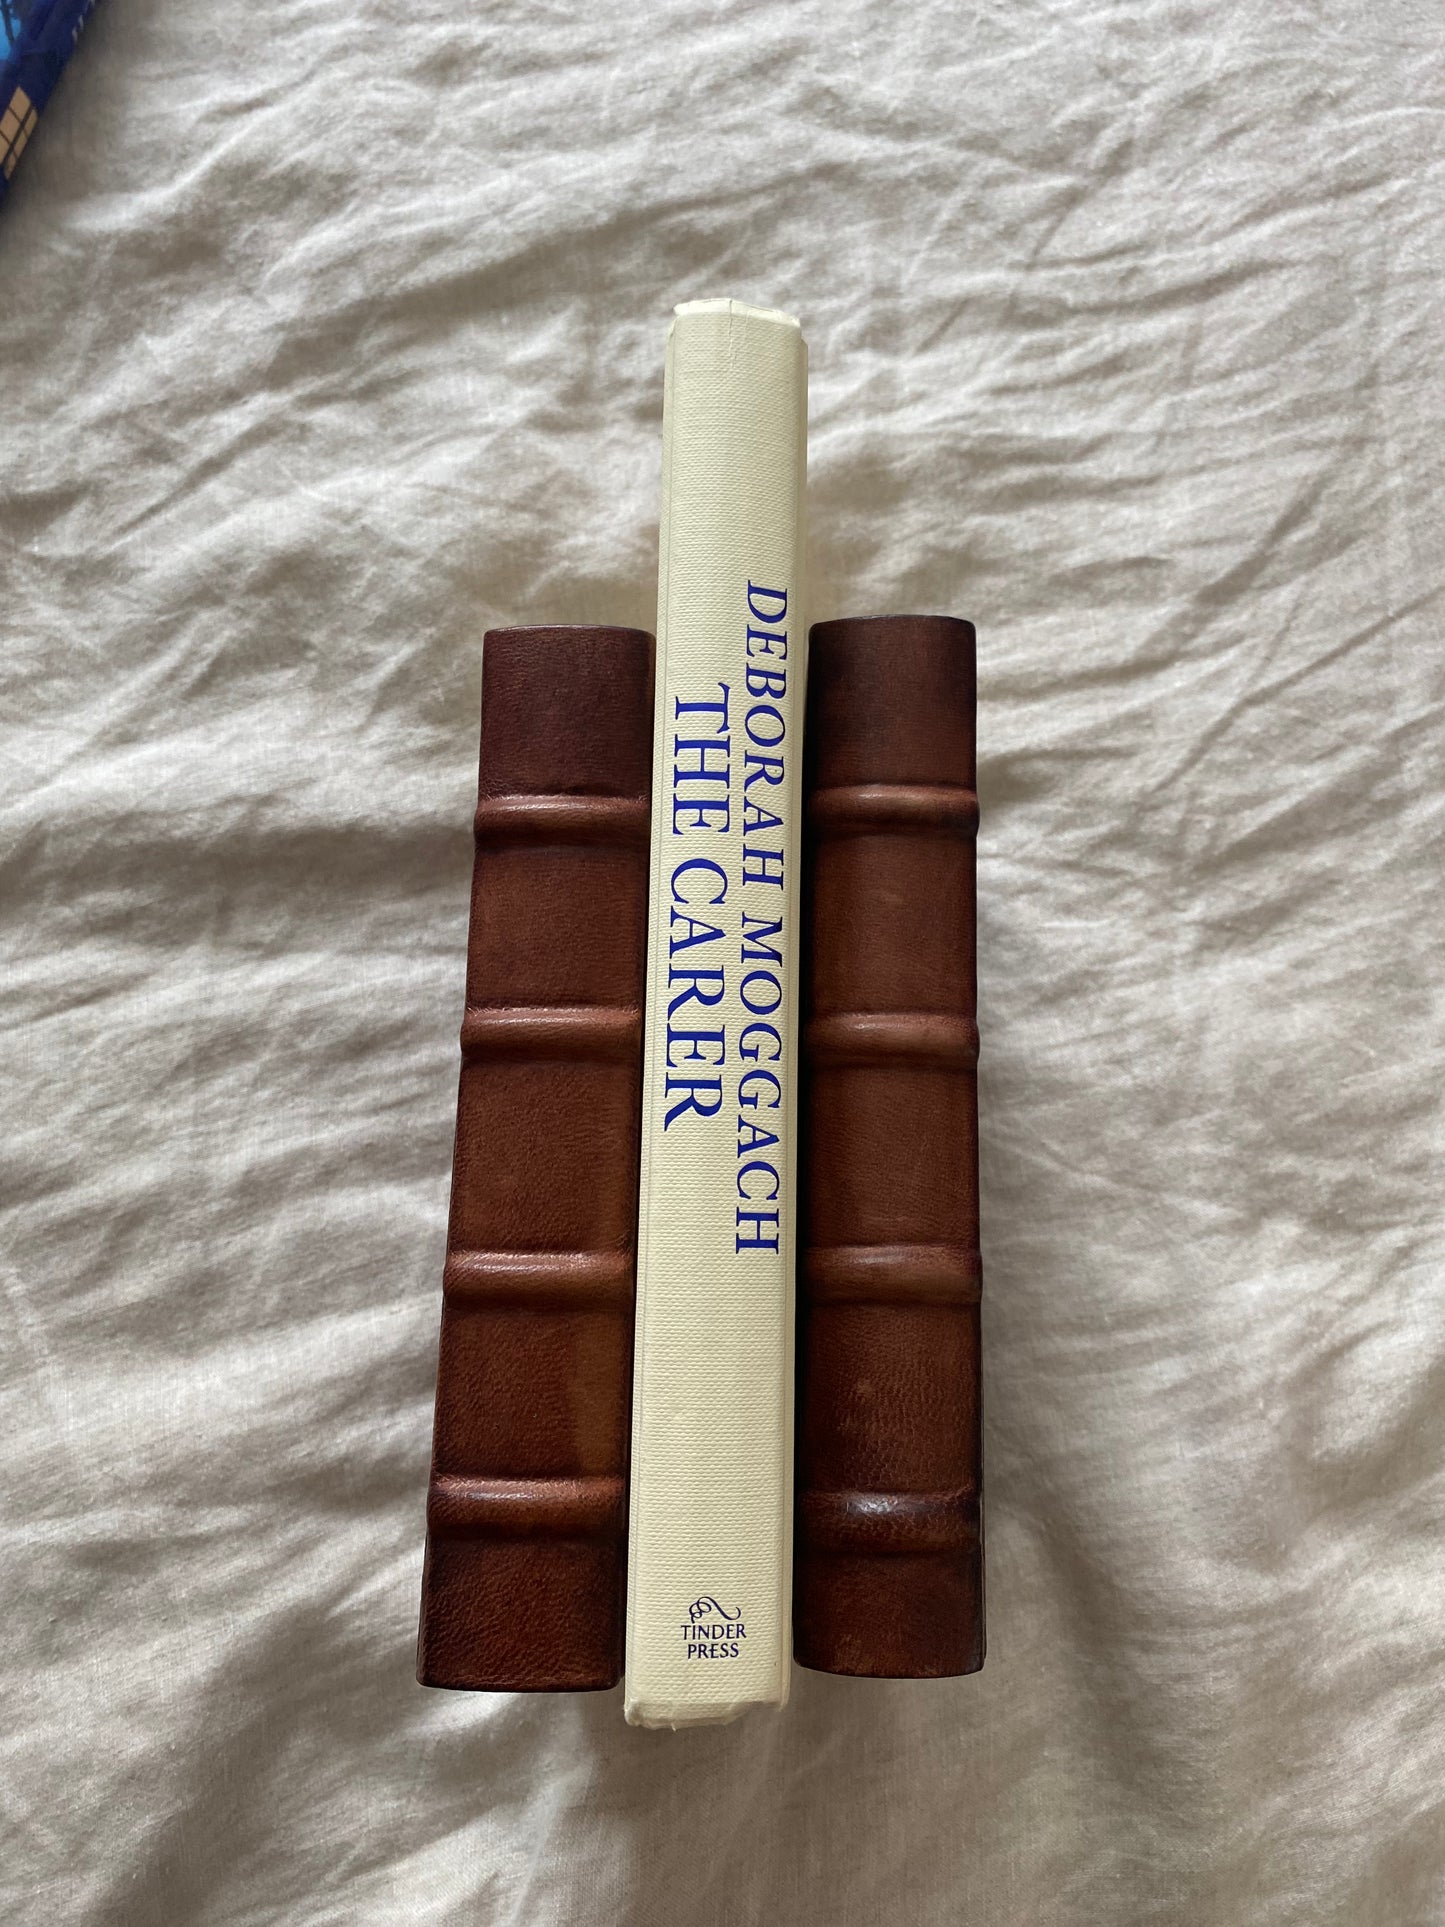 DEBORAH MOGGACH
THE CARER
TINDER
PRESS